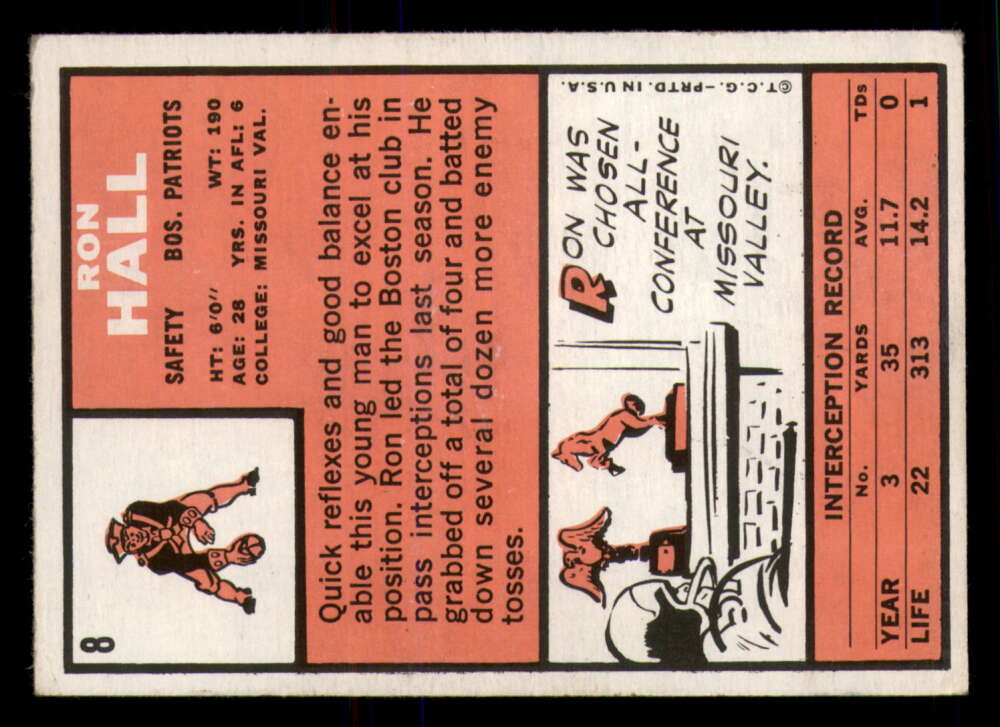 8
RON
HALL
SAFETY BOS. PATRIOTS
HT: 6'0" WT: 190
AGE: 28 YRS. IN AFL: 6
COLLEGE: MISSOURI VAL.
Quick reflexes and good balance en-
able this young man to excel at his
position. Ron led the Boston club in
pass interceptions last season. He
grabbed off a total of four and batted
down several dozen more enemy
tosses.
RON WAS
CHOSEN
ALL-
CONFERENCE
AT
MISSOURI
VALLEY.
©T.C.G.-PRTD. IN U.S.A.
INTERCEPTION RECORD
No. YARDS AVG. TDs
YEAR 3 35 11.7 0
LIFE 22 313 14.2 1